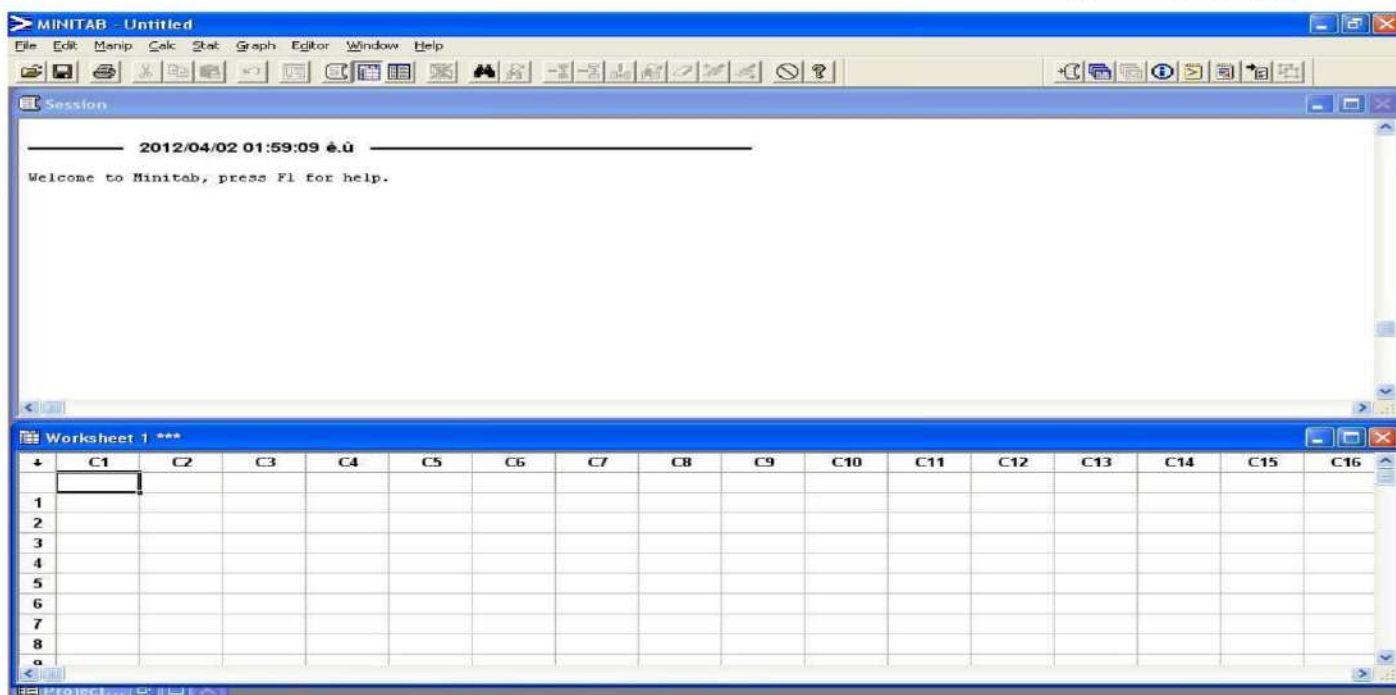 MINITAB - Untitled
File Edit Manip Calc Stat Graph Editor Window Help
Session
2012/04/02 01:59:09 ê.û
Welcome to Minitab, press F1 for help.
Worksheet 1 ***
C1 C2 C3 C4 C5 C6 C7 C8 C9 C10 C11 C12 C13 C14 C15 C16
1
2
3
4
5
6
7
8
9
Project...